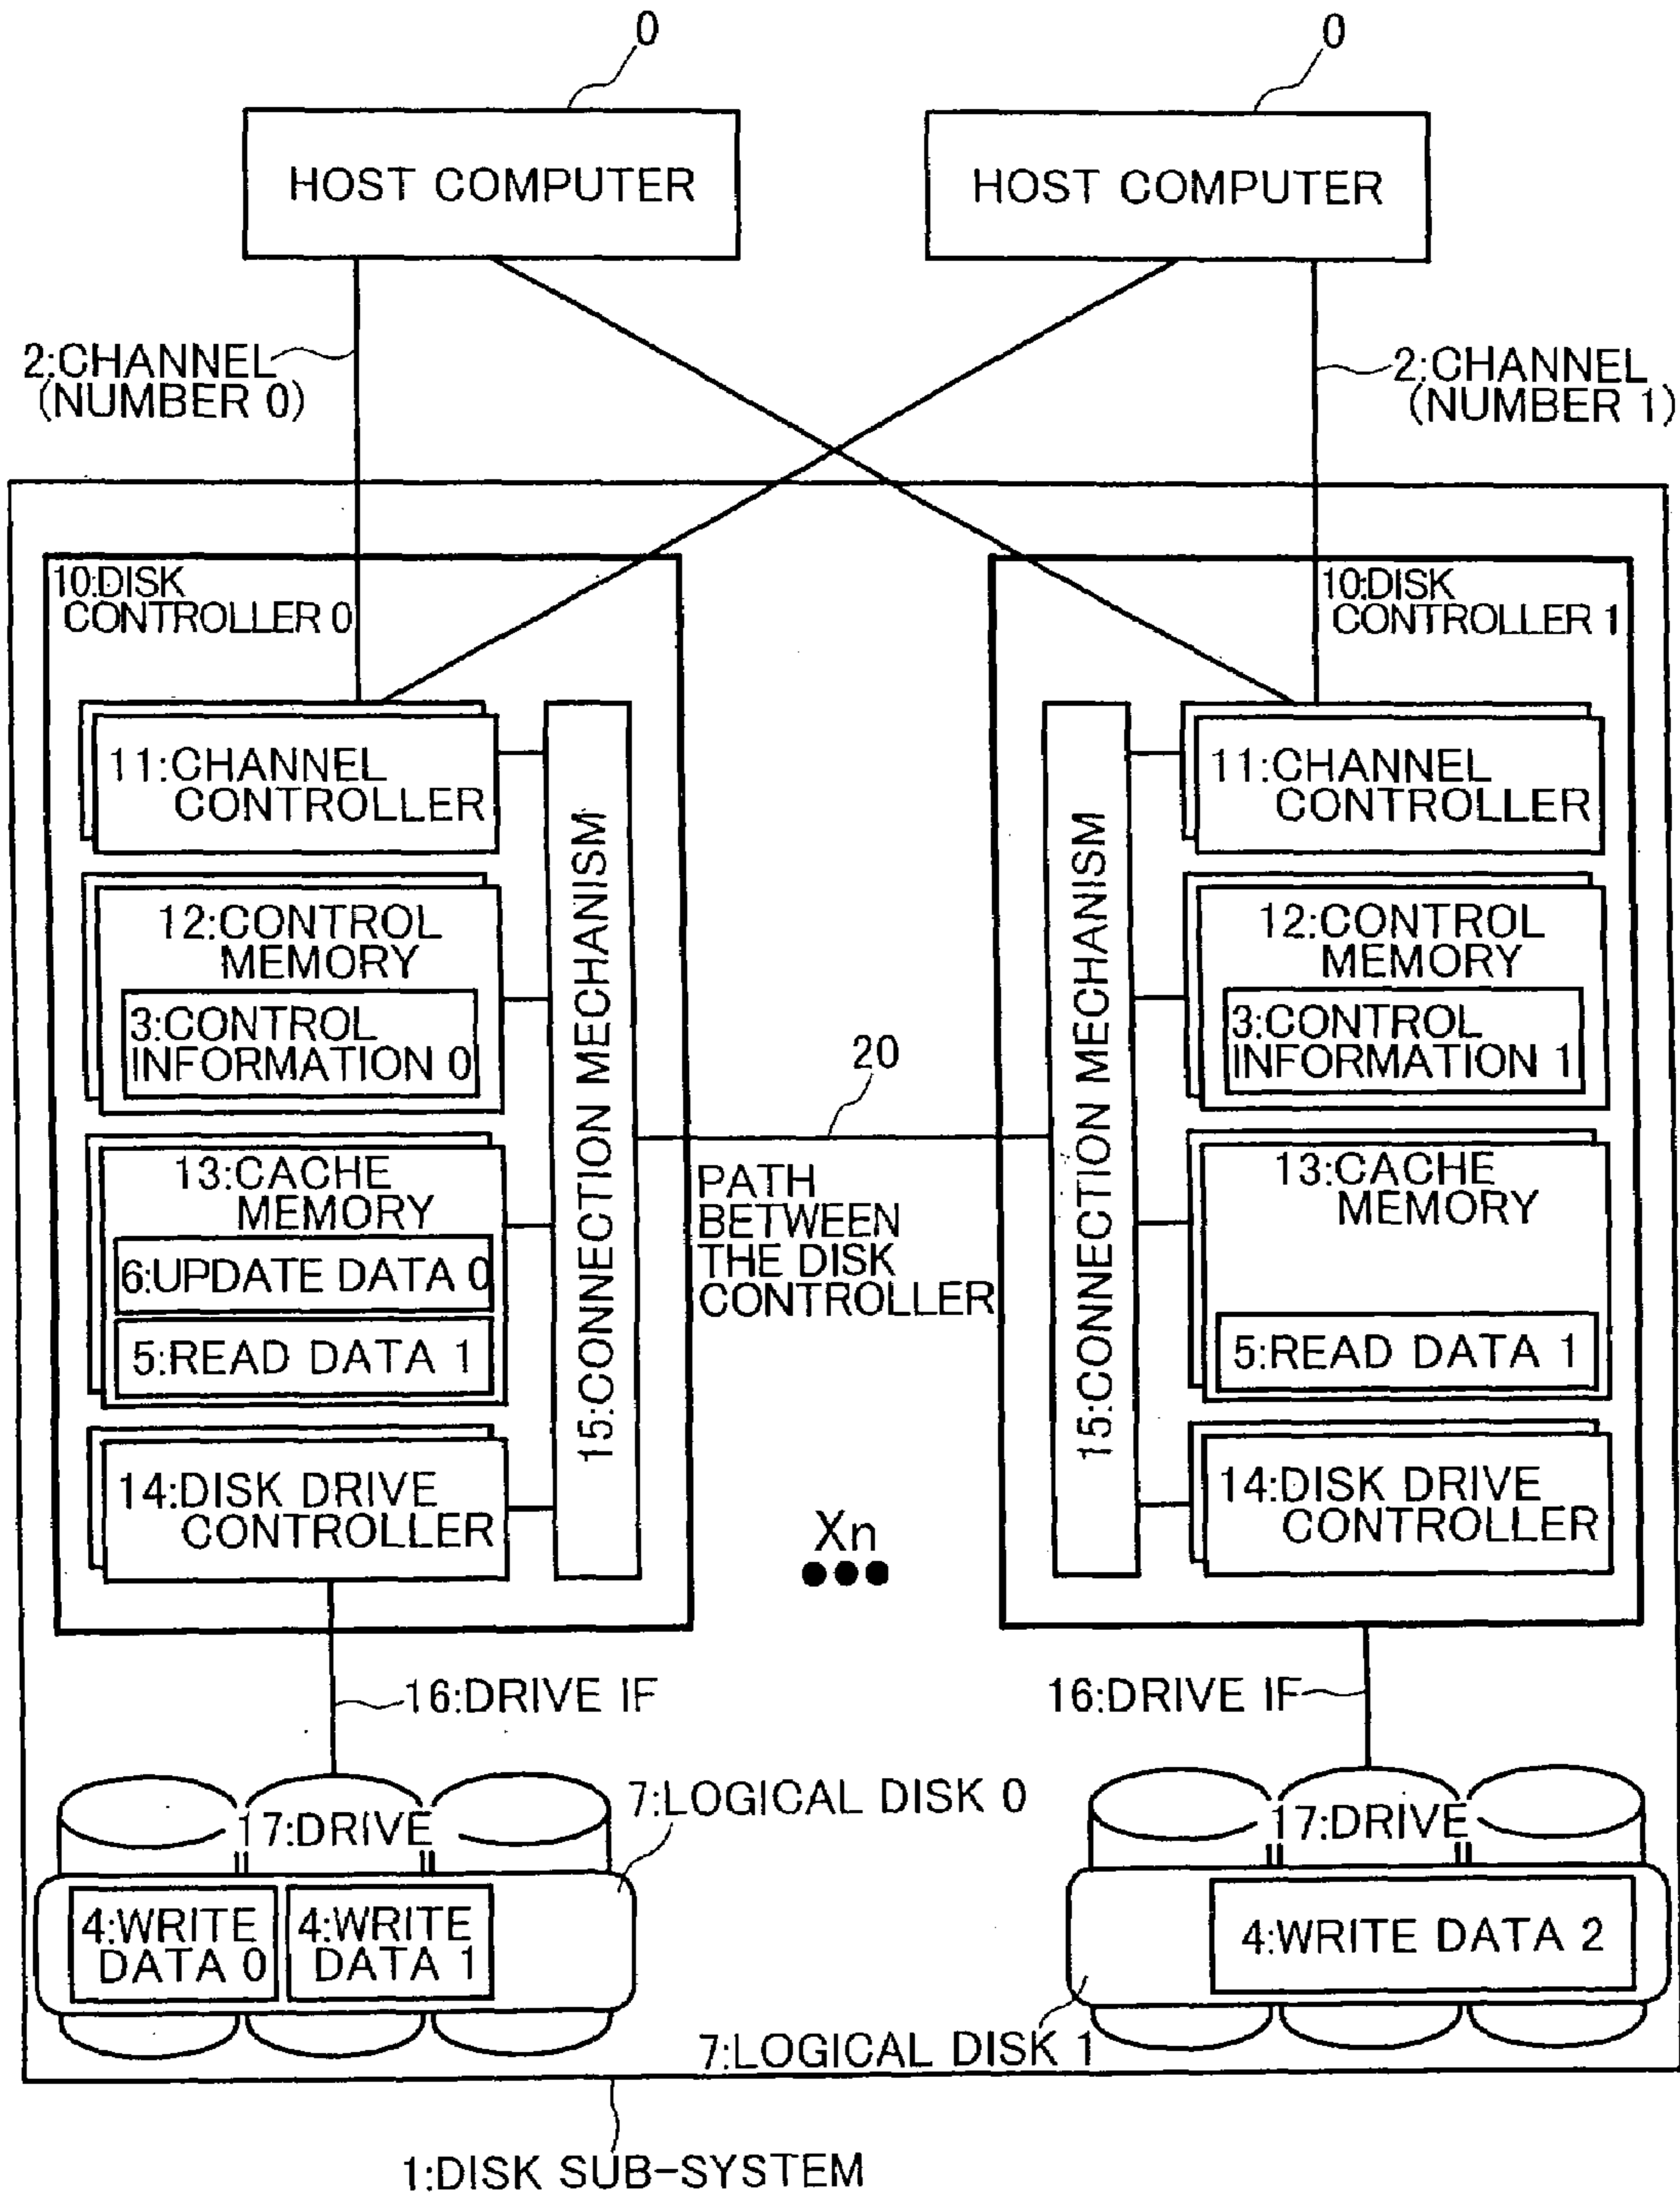 0
0
HOST COMPUTER
HOST COMPUTER
2:CHANNEL
(NUMBER 0)
2:CHANNEL
(NUMBER 1)
10:DISK
CONTROLLER 0
10:DISK
CONTROLLER 1
11:CHANNEL
CONTROLLER
12:CONTROL
MEMORY
3:CONTROL
INFORMATION 0
13:CACHE
MEMORY
6:UPDATE DATA 0
5:READ DATA 1
14:DISK DRIVE
CONTROLLER
15:CONNECTION MECHANISM
20
PATH
BETWEEN
THE DISK
CONTROLLER
Xn
15:CONNECTION MECHANISM
11:CHANNEL
CONTROLLER
12:CONTROL
MEMORY
3:CONTROL
INFORMATION 1
13:CACHE
MEMORY
5:READ DATA 1
14:DISK DRIVE
CONTROLLER
16:DRIVE IF
16:DRIVE IF
17:DRIVE
7:LOGICAL DISK 0
4:WRITE
DATA 0
4:WRITE
DATA 1
17:DRIVE
4:WRITE DATA 2
7:LOGICAL DISK 1
1:DISK SUB-SYSTEM